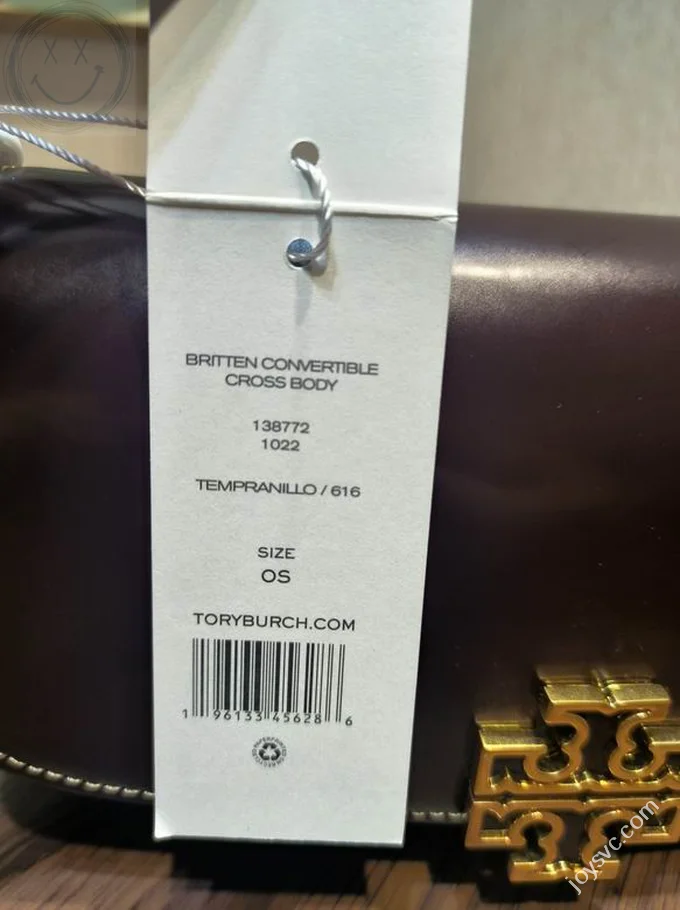 BRITTEN CONVERTIBLE
CROSS BODY
138772
1022
TEMPRANILLO / 616
SIZE
OS
TORYBURCH.COM
1 96133 45628 6
joysvc.com